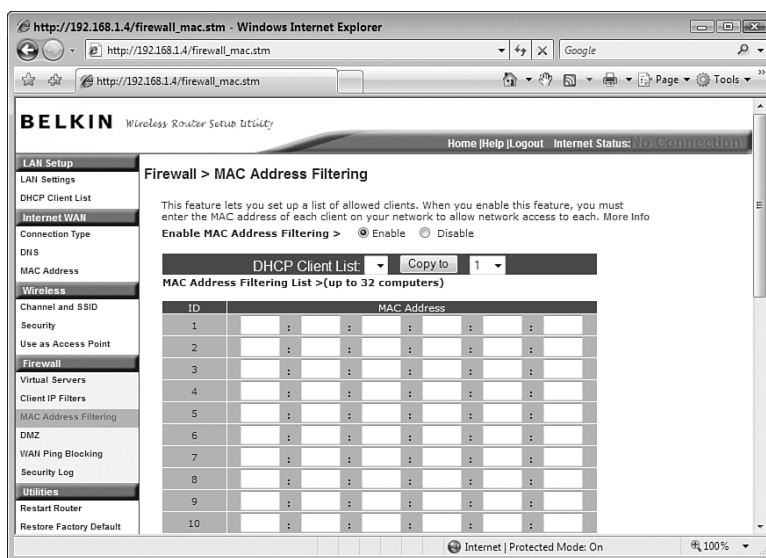 http://192.168.1.4/firewall_mac.stm - Windows Internet Explorer
http://192.168.1.4/firewall_mac.stm
Google
http://192.168.1.4/firewall_mac.stm
Page
Tools
BELKIN Wireless Router Setup Utility
Home |Help |Logout Internet Status: No Connection
LAN Setup
LAN Settings
DHCP Client List
Internet WAN
Connection Type
DNS
MAC Address
Wireless
Channel and SSID
Security
Use as Access Point
Firewall
Virtual Servers
Client IP Filters
MAC Address Filtering
DMZ
WAN Ping Blocking
Security Log
Utilities
Restart Router
Restore Factory Default
Firewall > MAC Address Filtering
This feature lets you set up a list of allowed clients. When you enable this feature, you must
enter the MAC address of each client on your network to allow network access to each. More Info
Enable MAC Address Filtering > Enable Disable
DHCP Client List: Copy to 1
MAC Address Filtering List >(up to 32 computers)
ID MAC Address
1 : : : : :
2 : : : : :
3 : : : : :
4 : : : : :
5 : : : : :
6 : : : : :
7 : : : : :
8 : : : : :
9 : : : : :
10 : : : : :
Internet | Protected Mode: On
100%